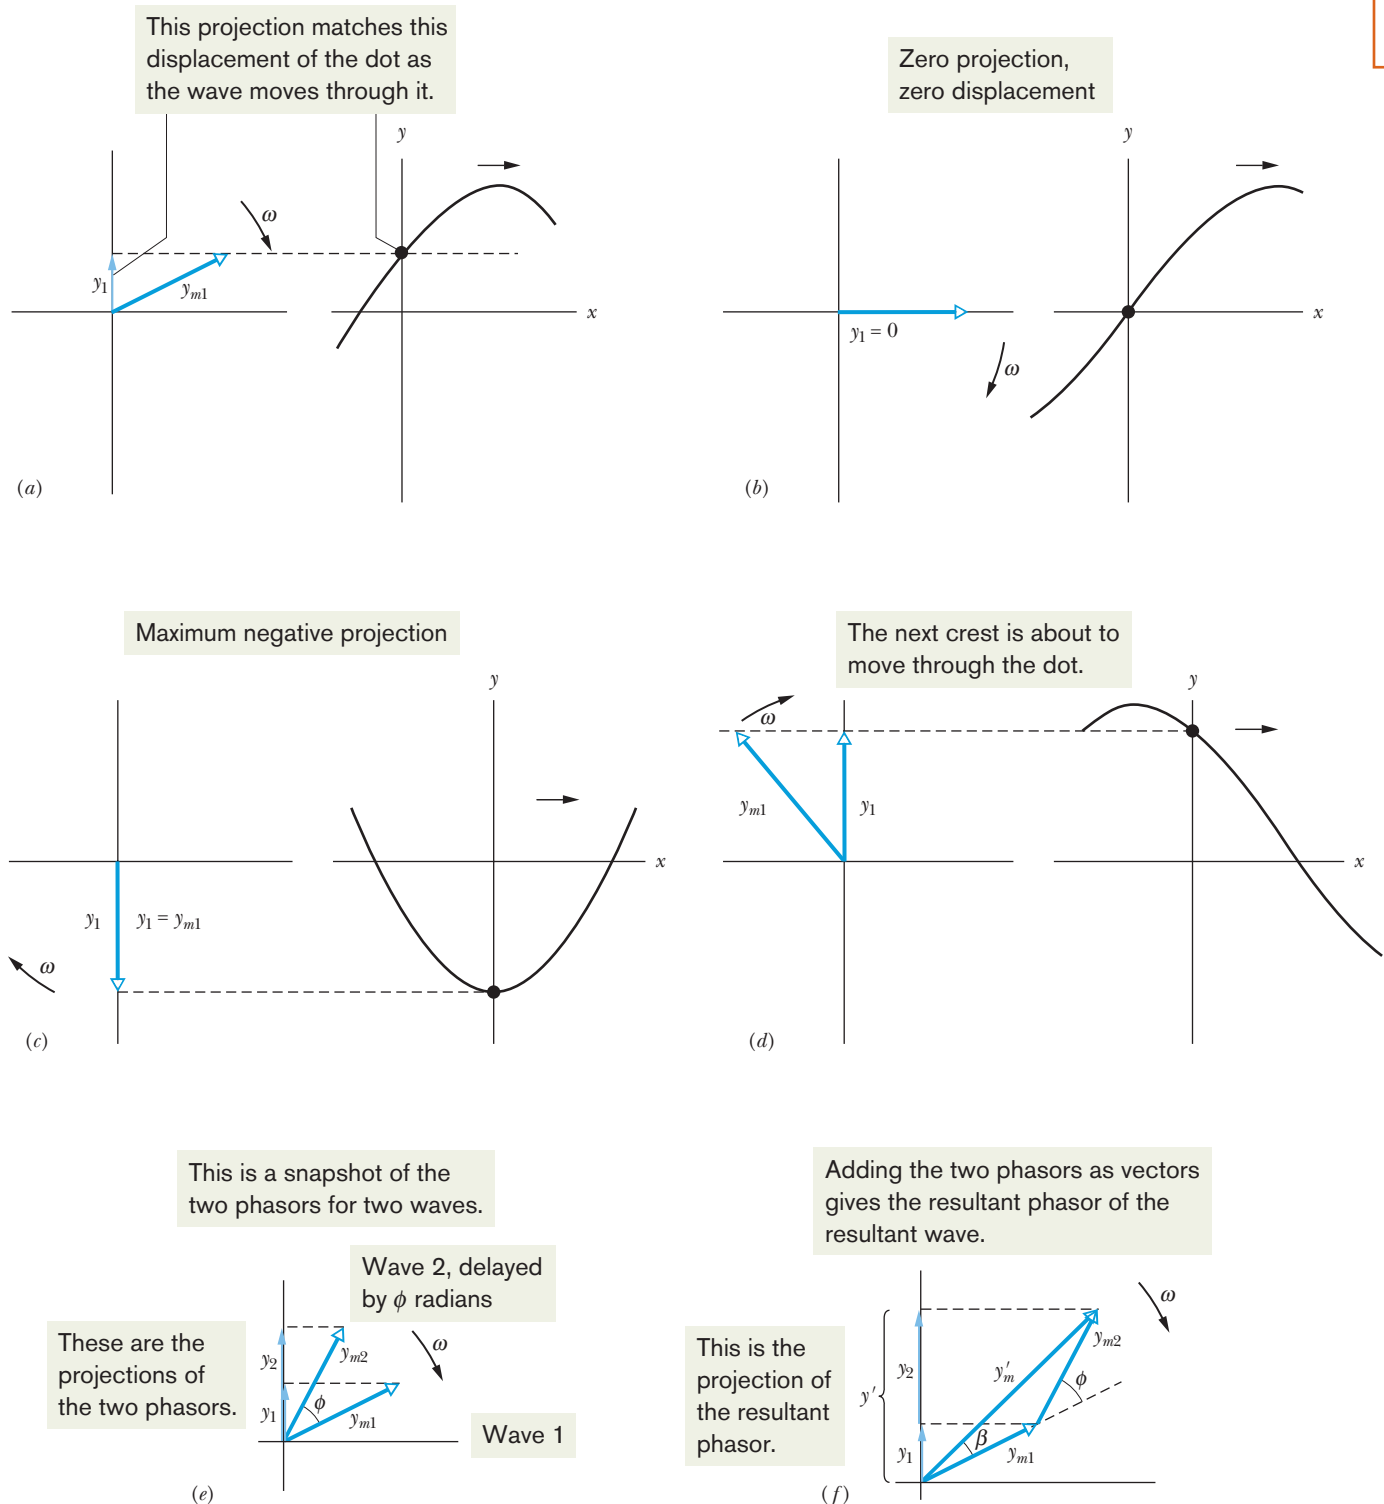 This projection matches this
displacement of the dot as
the wave moves through it.
y
ω
y1
ym1
x
(a)
Zero projection,
zero displacement
y
y1 = 0
x
ω
(b)
Maximum negative projection
y
x
y1
y1 = ym1
ω
(c)
The next crest is about to
move through the dot.
y
ω
ym1
y1
x
(d)
This is a snapshot of the
two phasors for two waves.
Wave 2, delayed
by ϕ radians
These are the
projections of
the two phasors.
ω
y2
ym2
y1
ϕ
ym1
Wave 1
(e)
Adding the two phasors as vectors
gives the resultant phasor of the
resultant wave.
ω
This is the
projection of
the resultant
phasor.
ym2
y2
y′m
ϕ
y′
β
y1
ym1
(f)